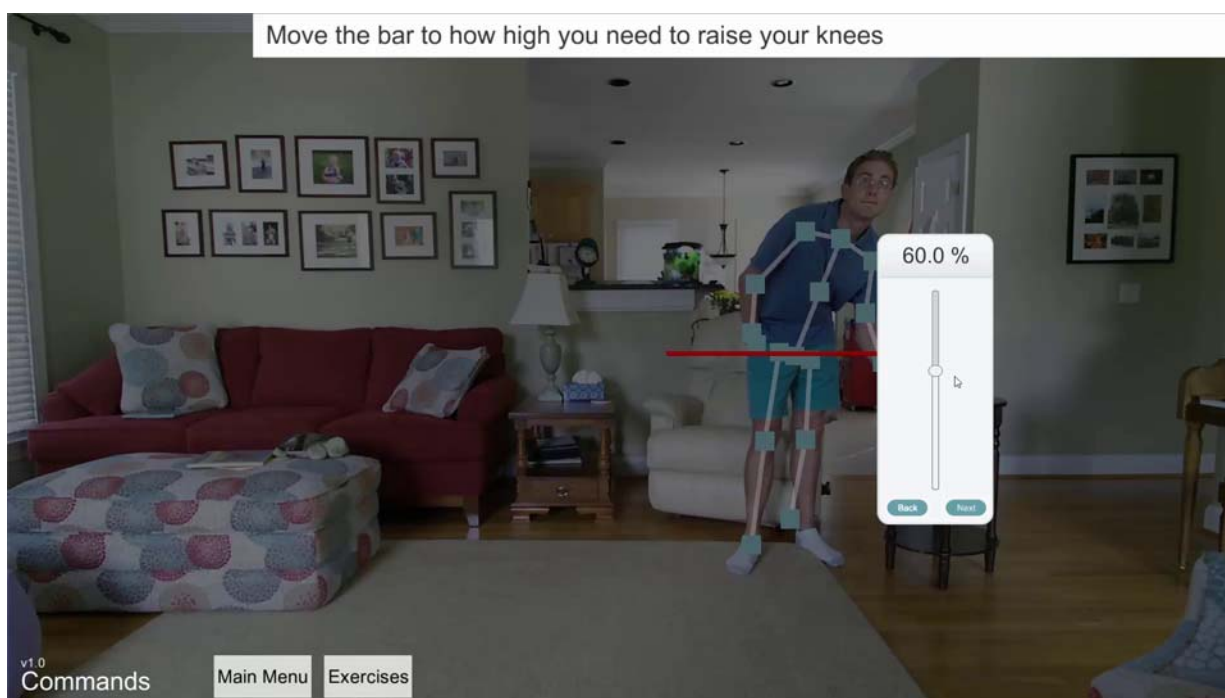 Move the bar to how high you need to raise your knees
60.0 %
Back
Next
v1.0
Commands
Main Menu
Exercises